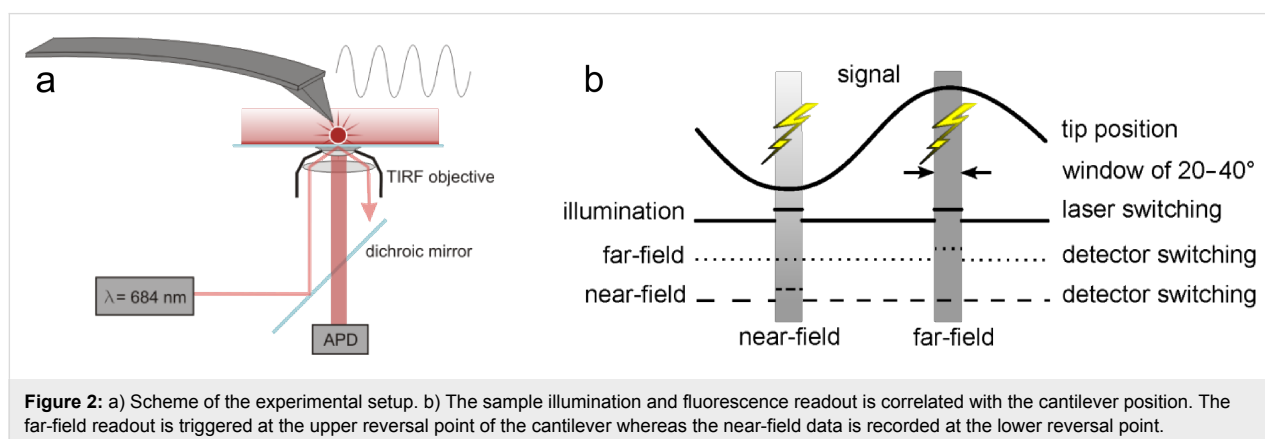 a
TIRF objective
dichroic mirror
λ = 684 nm
APD
b
signal
tip position
window of 20–40°
illumination
laser switching
far-field
detector switching
near-field
detector switching
near-field
far-field
Figure 2: a) Scheme of the experimental setup. b) The sample illumination and fluorescence readout is correlated with the cantilever position. The
far-field readout is triggered at the upper reversal point of the cantilever whereas the near-field data is recorded at the lower reversal point.